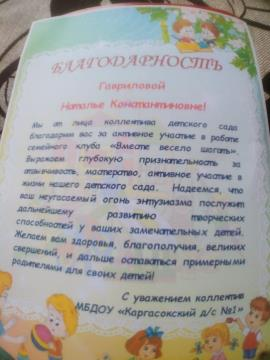 БЛАГОДАРНОСТЬ
Гавриловой
Наталье Константиновне!
Мы от лица коллектива детского сада
благодарим вас за активное участие в работе
семейного клуба «Вместе весело шагать».
Выражаем глубокую признательность за
отзывчивость, мастерство, активное участие в
жизни нашего детского сада. Надеемся, что
ваш неугасаемый огонь энтузиазма послужит
дальнейшему развитию творческих
способностей у ваших замечательных детей.
Желаем вам здоровья, благополучия, великих
свершений, и дальше оставаться примерными
родителями для своих детей!
С уважением коллектив
МБДОУ «Каргасокский д/с №1»